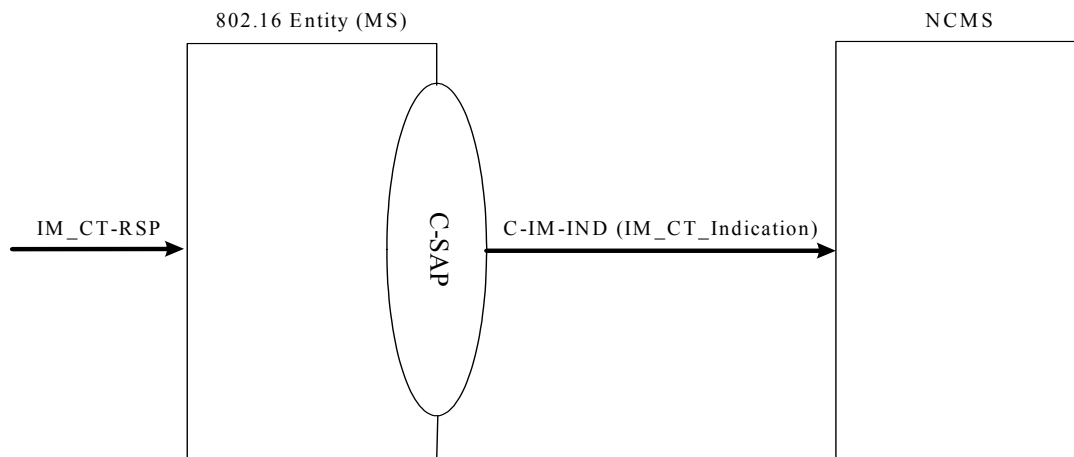 802.16 Entity (MS)
NCMS
IM_CT-RSP
C-SAP
C-IM-IND (IM_CT_Indication)